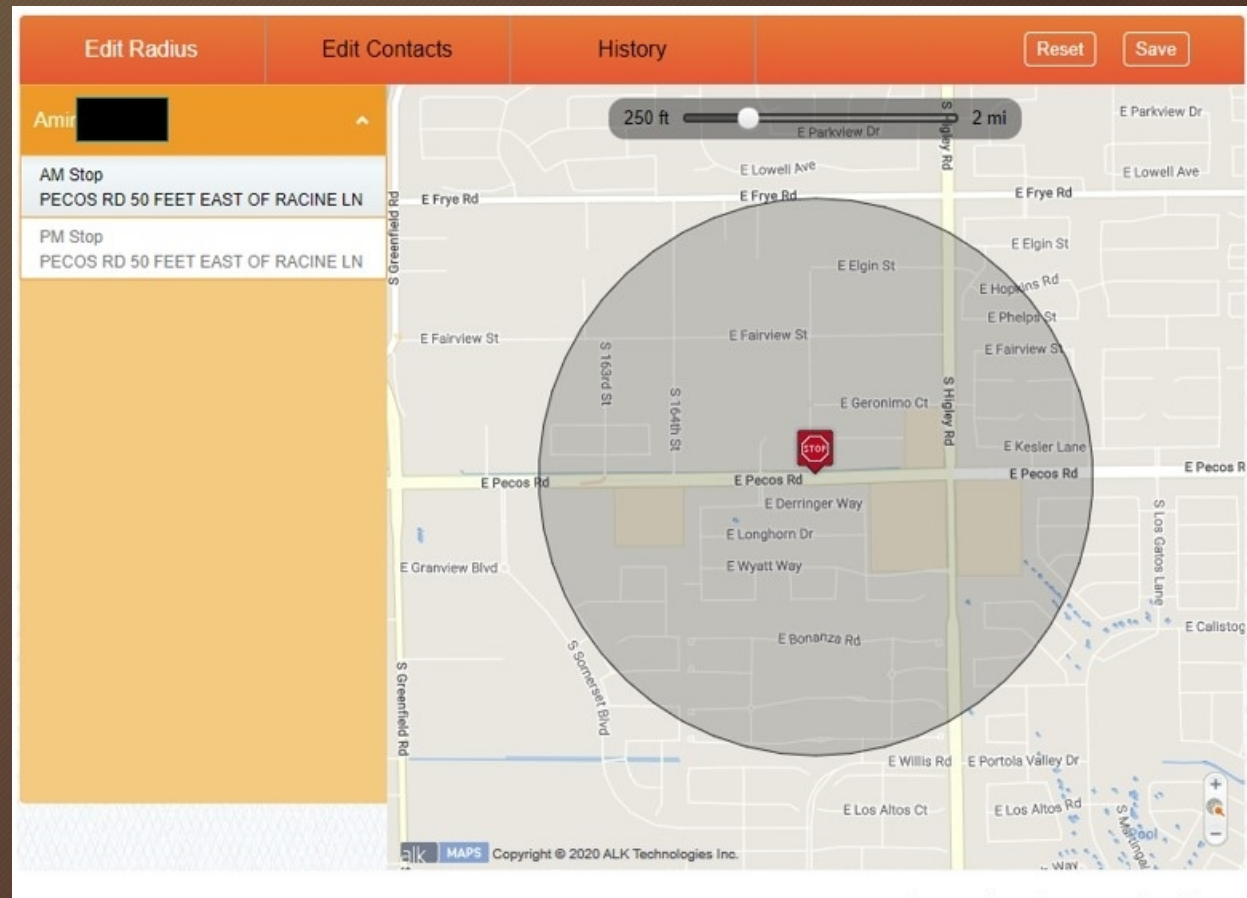 Edit Radius
Edit Contacts
History
Reset
Save
Amir
AM Stop
PECOS RD 50 FEET EAST OF RACINE LN
PM Stop
PECOS RD 50 FEET EAST OF RACINE LN
250 ft
2 mi
E Parkview Dr
S Higley Rd
E Parkview Dr
E Lowell Ave
E Lowell Ave
S Greenfield Rd
E Frye Rd
E Frye Rd
E Frye Rd
E Elgin St
E Elgin St
E Hopkins Rd
E Phelps St
E Fairview St
E Fairview St
E Fairview St
S 163rd St
S 164th St
E Geronimo Ct
S Higley Rd
STOP
E Kesler Lane
E Pecos Rd
E Pecos Rd
E Pecos Rd
E Pecos R
E Derringer Way
E Longhorn Dr
E Wyatt Way
E Granview Blvd
S Los Gatos Lane
E Calistog
E Bonanza Rd
S Somerset Blvd
S Greenfield Rd
E Willis Rd
E Portola Valley Dr
E Los Altos Ct
E Los Altos Rd
S Martingal
Pool
Way
alk MAPS Copyright © 2020 ALK Technologies Inc.